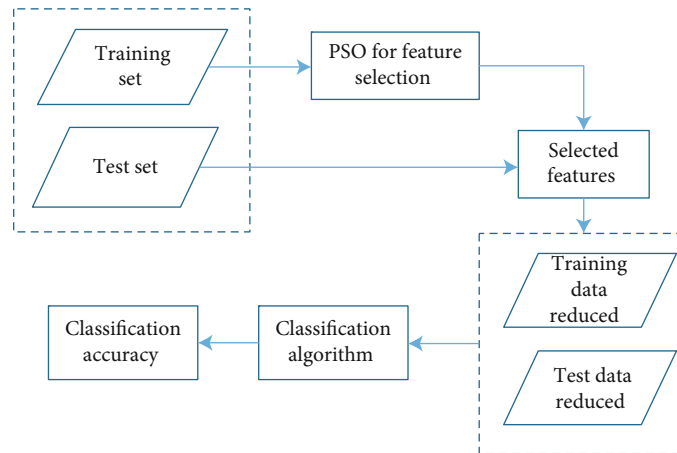 Training
set
PSO for feature
selection
Test set
Selected
features
Training
data
reduced
Classification
accuracy
Classification
algorithm
Test data
reduced